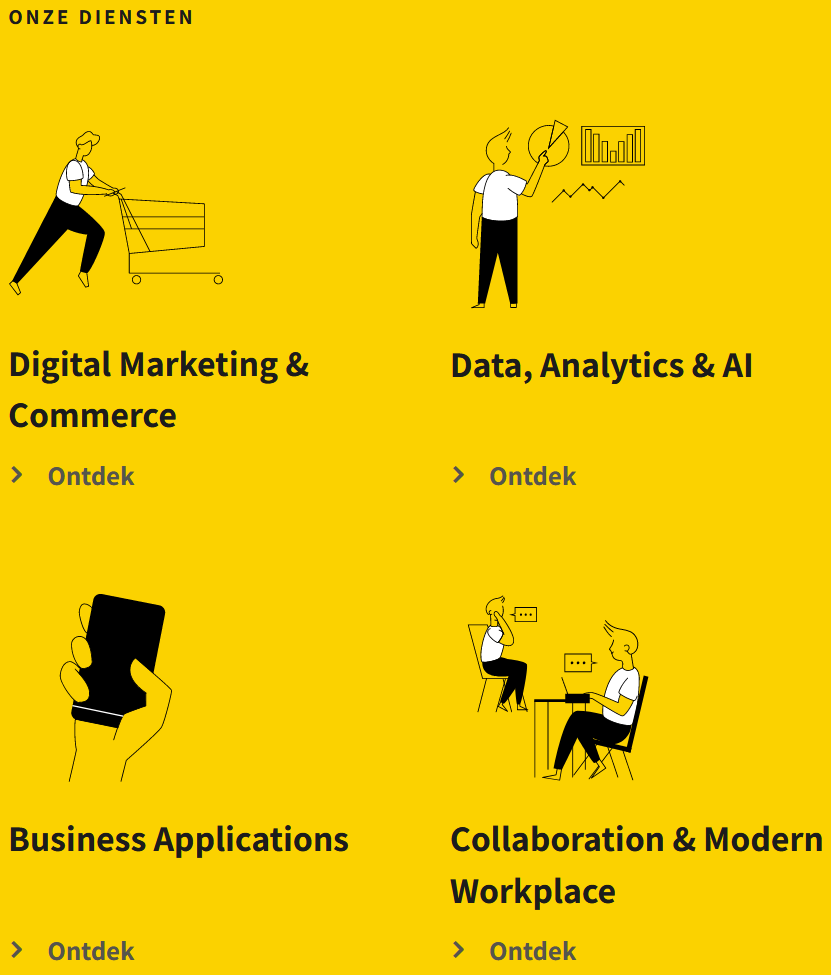 ONZE DIENSTEN
Digital Marketing &
Commerce
Ontdek
Data, Analytics & AI
Ontdek
Business Applications
Ontdek
Collaboration & Modern
Workplace
Ontdek